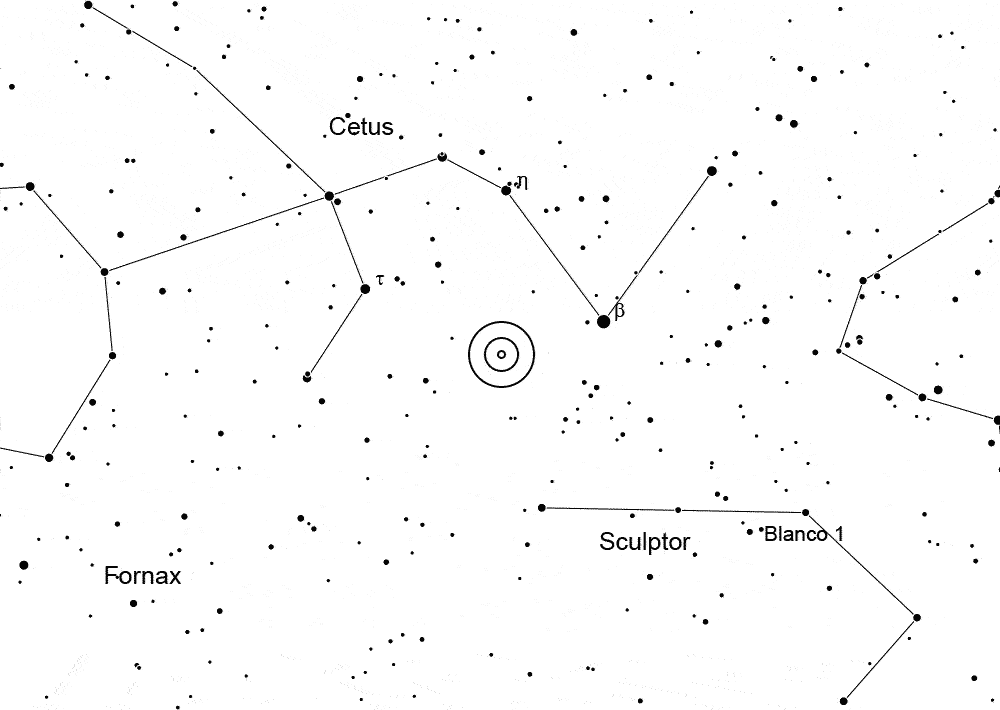 Cetus
η
τ
β
Blanco 1
Sculptor
Fornax